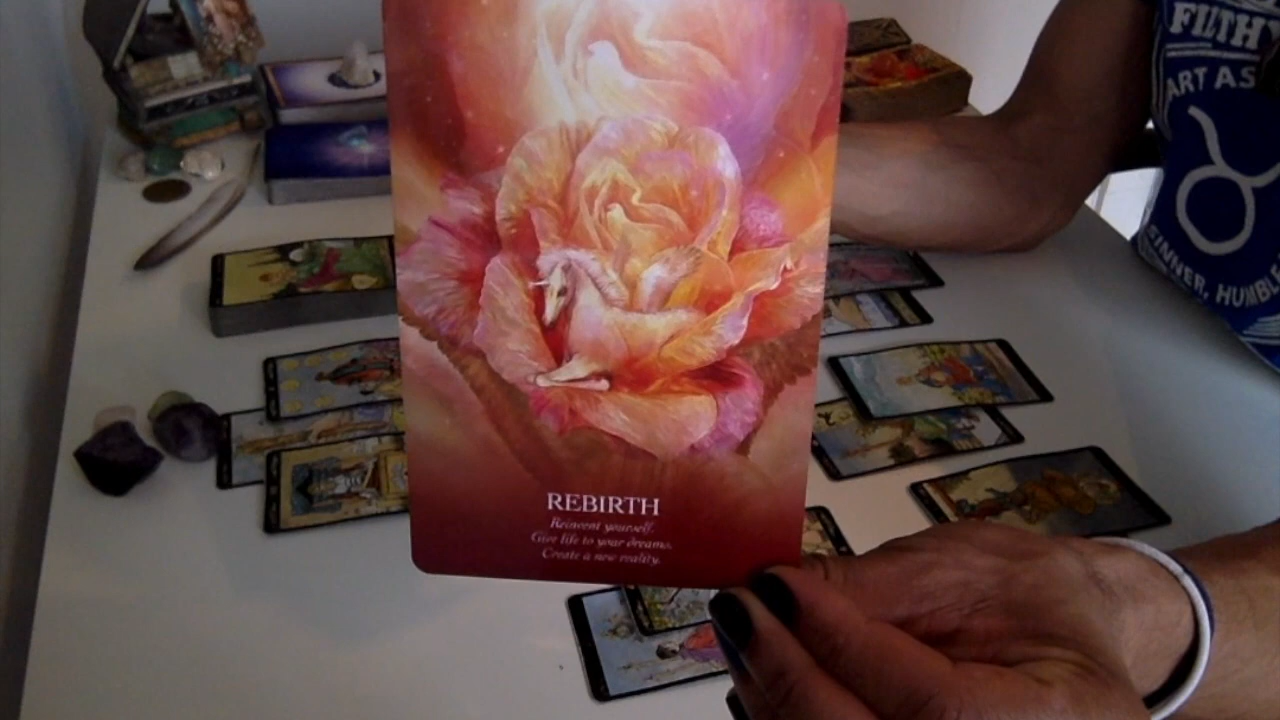 REBIRTH
Reinvent yourself.
Give life to your dreams.
Create a new reality.
FILTHY
ART AS
SINNER, HUMBLE